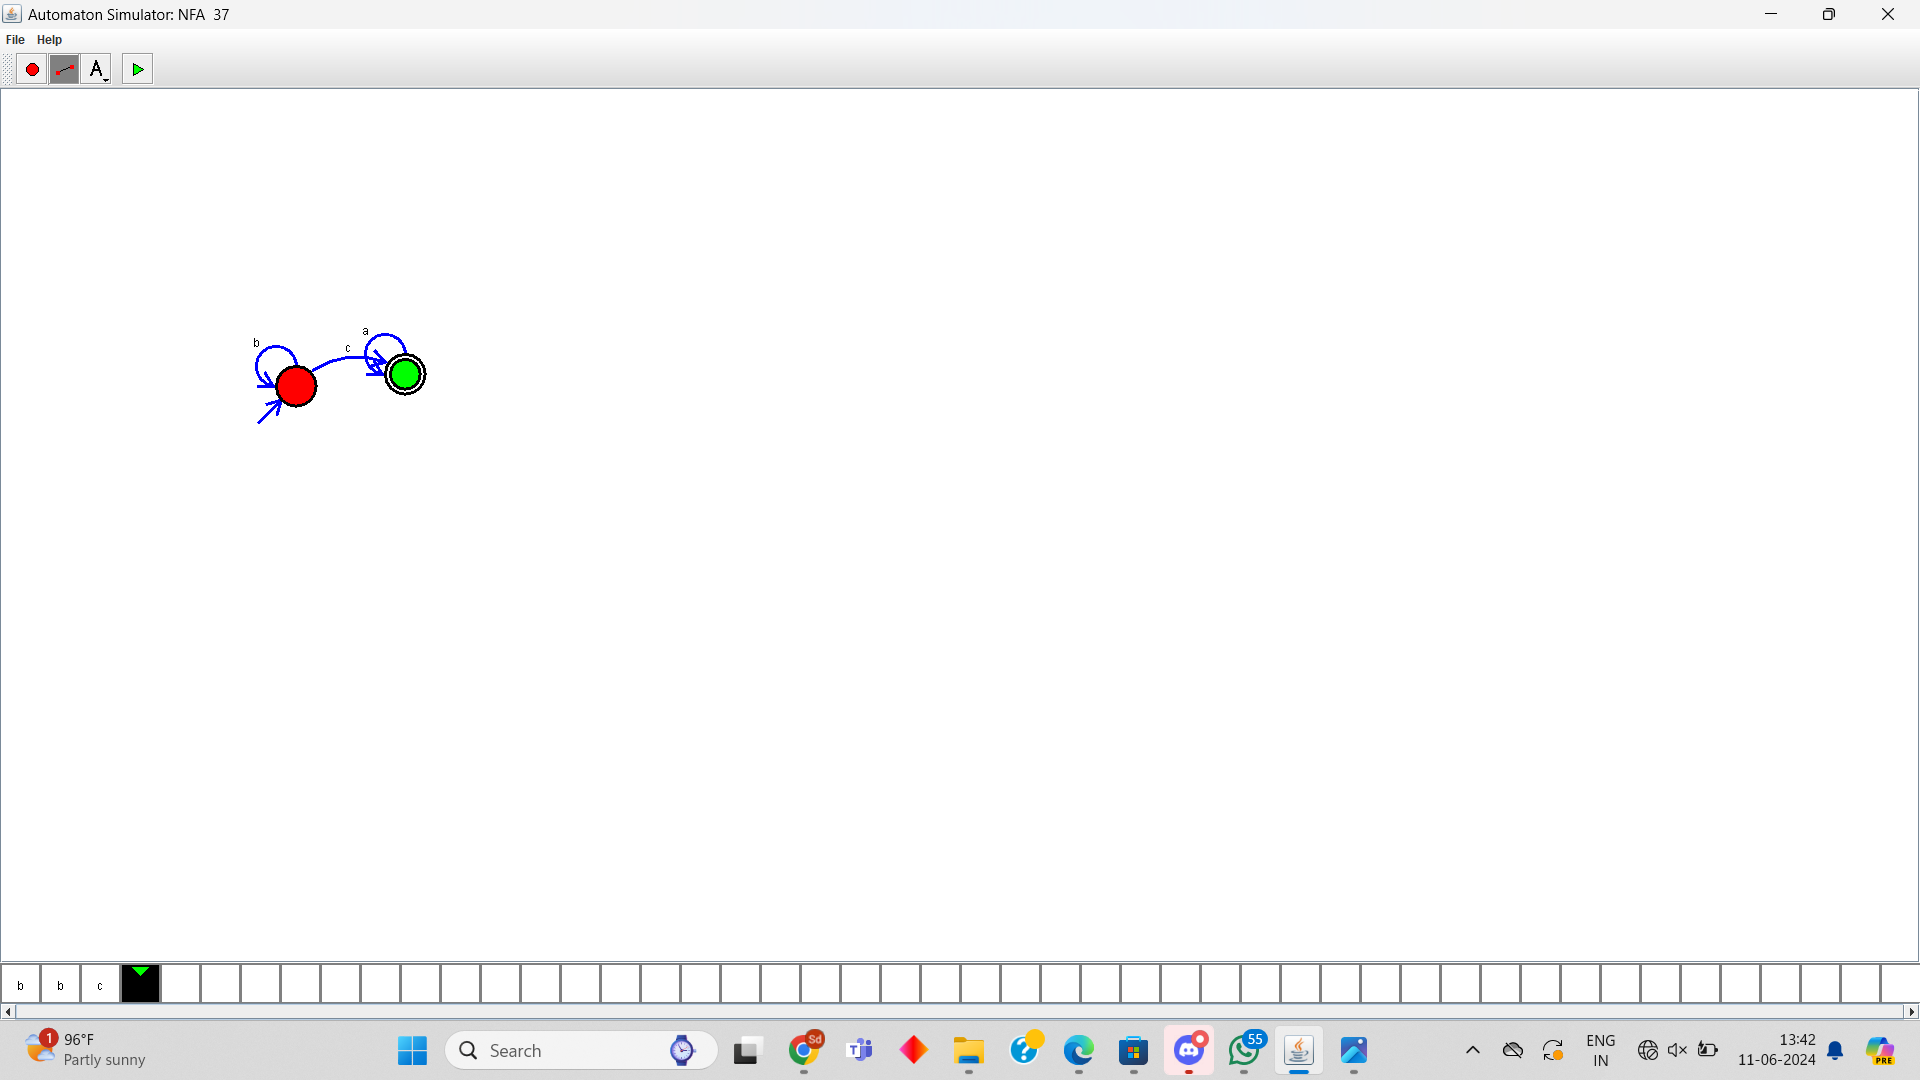 Automaton Simulator: NFA 37
File Help
A
a
b
c
b b c
1
96°F
Partly sunny
Search
Sd
55
ENG
IN
13:42
11-06-2024
PRE